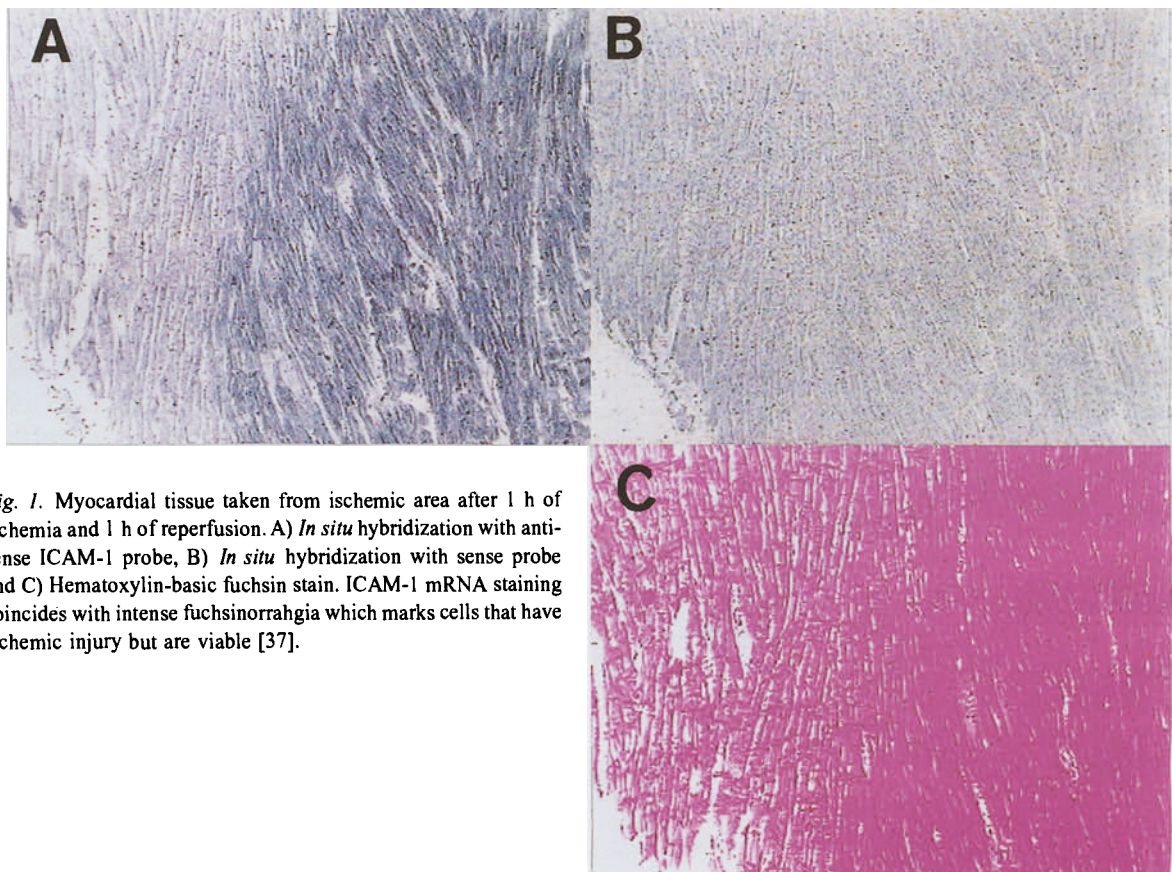 A
B
C
ig. 1. Myocardial tissue taken from ischemic area after 1 h of
chemia and 1 h of reperfusion. A) In situ hybridization with anti-
ense ICAM-1 probe, B) In situ hybridization with sense probe
nd C) Hematoxylin-basic fuchsin stain. ICAM-1 mRNA staining
oincides with intense fuchsinorrahgia which marks cells that have
chemic injury but are viable [37].